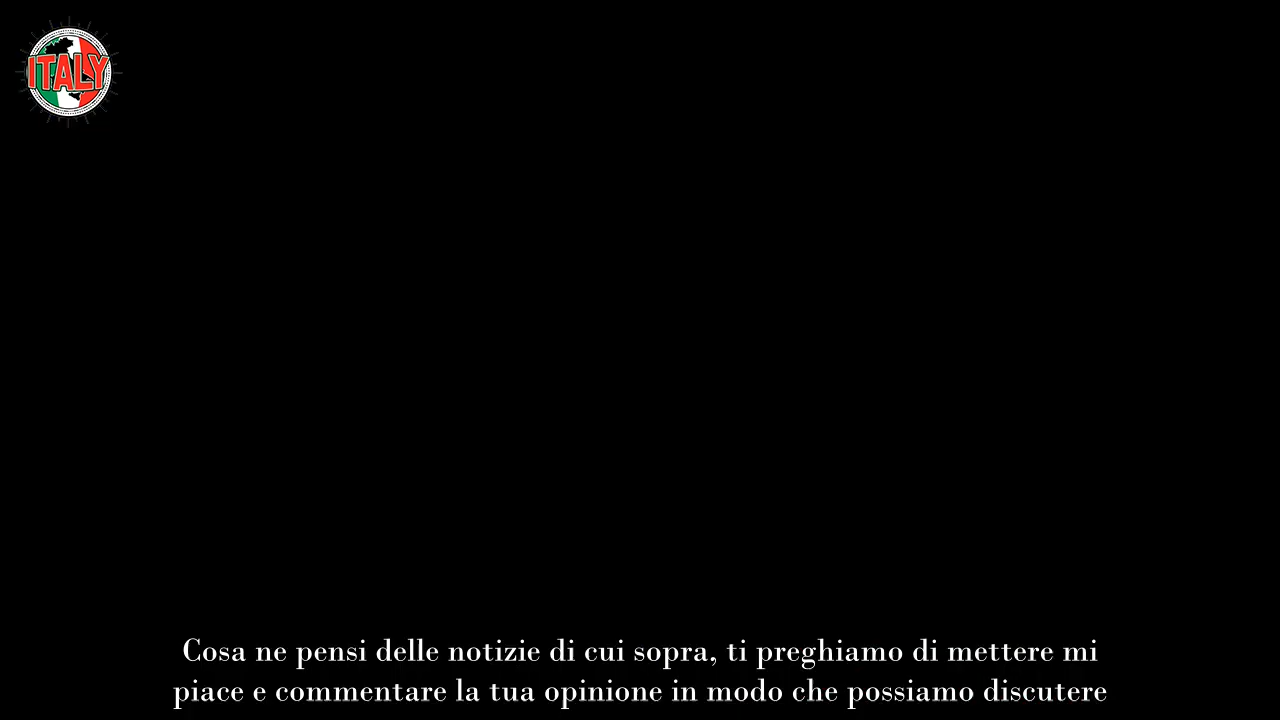 ITALY
Cosa ne pensi delle notizie di cui sopra, ti preghiamo di mettere mi
piace e commentare la tua opinione in modo che possiamo discutere